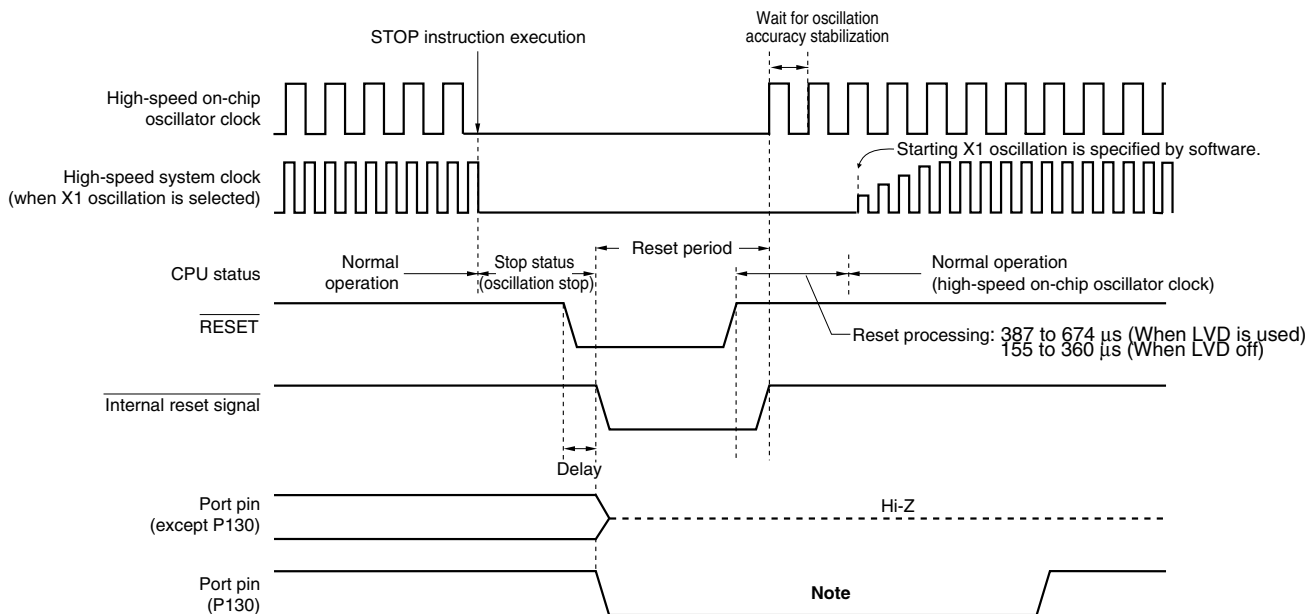 Wait for oscillation
accuracy stabilization
STOP instruction execution
High-speed on-chip
oscillator clock
Starting X1 oscillation is specified by software.
High-speed system clock
(when X1 oscillation is selected)
Reset period
CPU status
Normal
operation
Stop status
(oscillation stop)
Normal operation
(high-speed on-chip oscillator clock)
RESET
Reset processing: 387 to 674 μs (When LVD is used)
155 to 360 μs (When LVD off)
Internal reset signal
Delay
Port pin
(except P130)
Hi-Z
Port pin
(P130)
Note